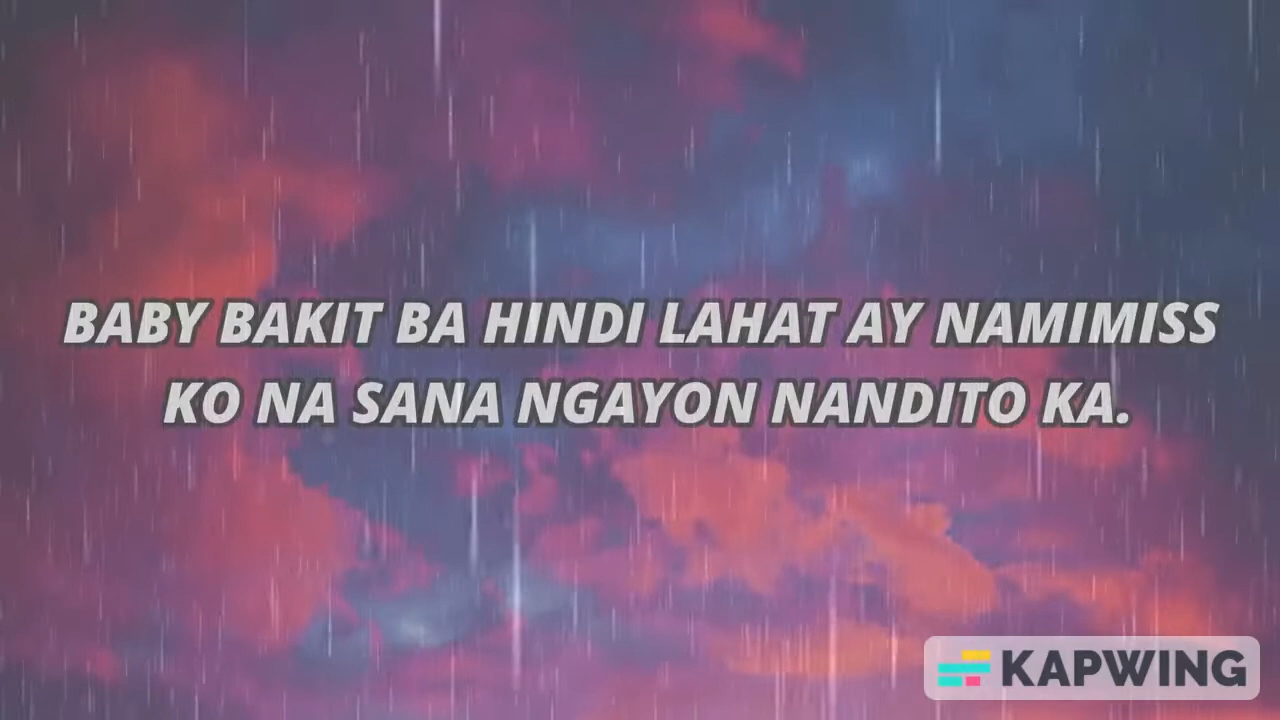 BABY BAKIT BA HINDI LAHAT AY NAMIMISS
KO NA SANA NGAYON NANDITO KA.
KAPWING